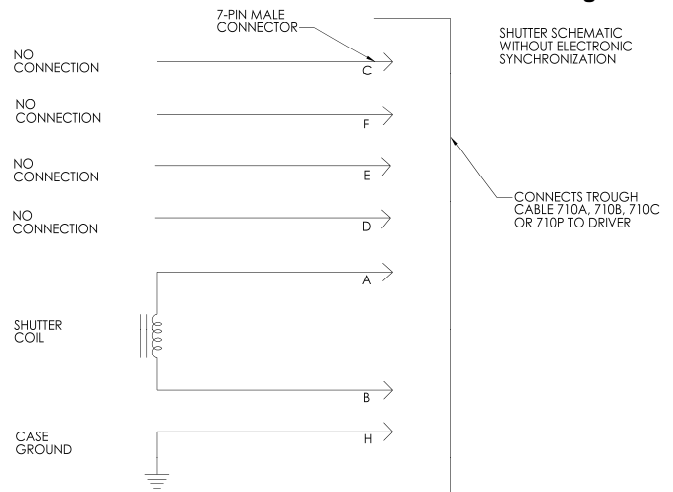 7-PIN MALE
CONNECTOR
SHUTTER SCHEMATIC
WITHOUT ELECTRONIC
SYNCHRONIZATION
NO
CONNECTION
C
NO
CONNECTION
F
NO
CONNECTION
E
CONNECTS TROUGH
CABLE 710A, 710B, 710C
OR 710P TO DRIVER
NO
CONNECTION
D
A
SHUTTER
COIL
B
CASE
GROUND
H